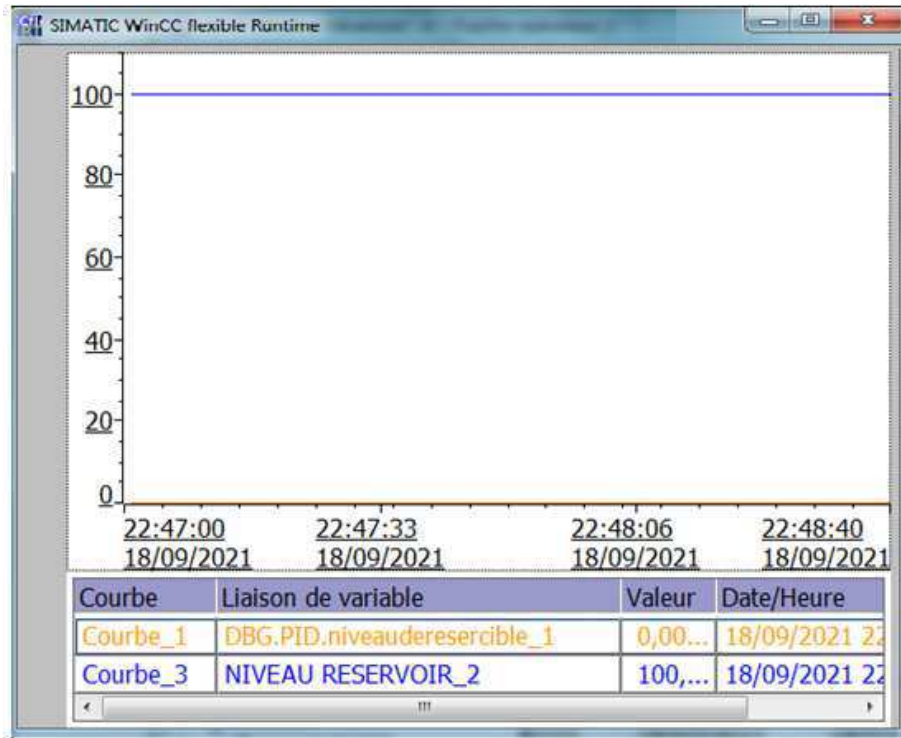 SIMATIC WinCC flexible Runtime
100
80
60
40
20
0
22:47:00 22:47:33 22:48:06 22:48:40
18/09/2021 18/09/2021 18/09/2021 18/09/2021
Courbe Liaison de variable Valeur Date/Heure
Courbe_1 DBG.PID.niveauderesercible_1 0,00... 18/09/2021 22
Courbe_3 NIVEAU RESERVOIR_2 100,... 18/09/2021 22